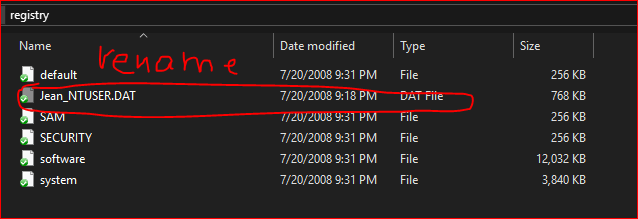 registry
Name Date modified Type Size
rename
default 7/20/2008 9:31 PM File 256 KB
Jean_NTUSER.DAT 7/20/2008 9:18 PM DAT File 768 KB
SAM 7/20/2008 9:31 PM File 256 KB
SECURITY 7/20/2008 9:31 PM File 256 KB
software 7/20/2008 9:31 PM File 12,032 KB
system 7/20/2008 9:31 PM File 3,840 KB